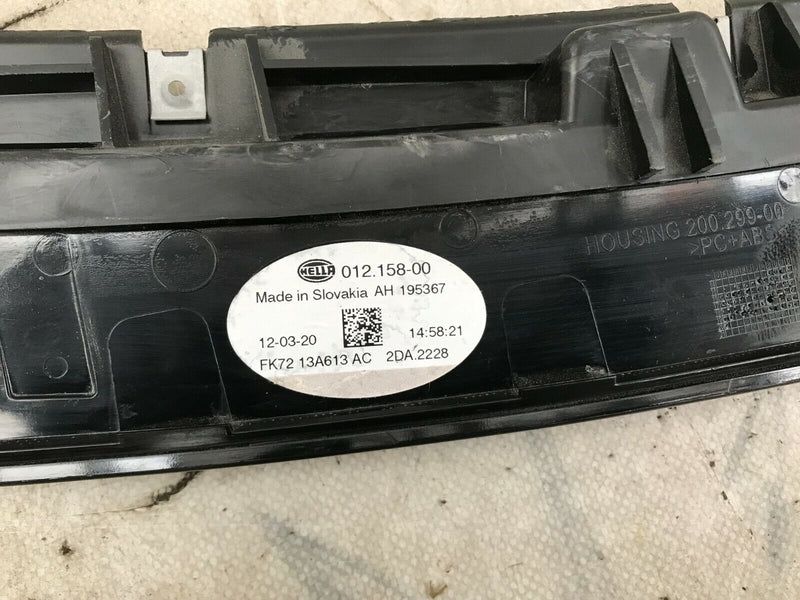 HOUSING 200.299-00
>PC+ABS
HELLA 012.158-00
Made in Slovakia AH 195367
12-03-20 14:58:21
FK72 13A613 AC 2DA.2228